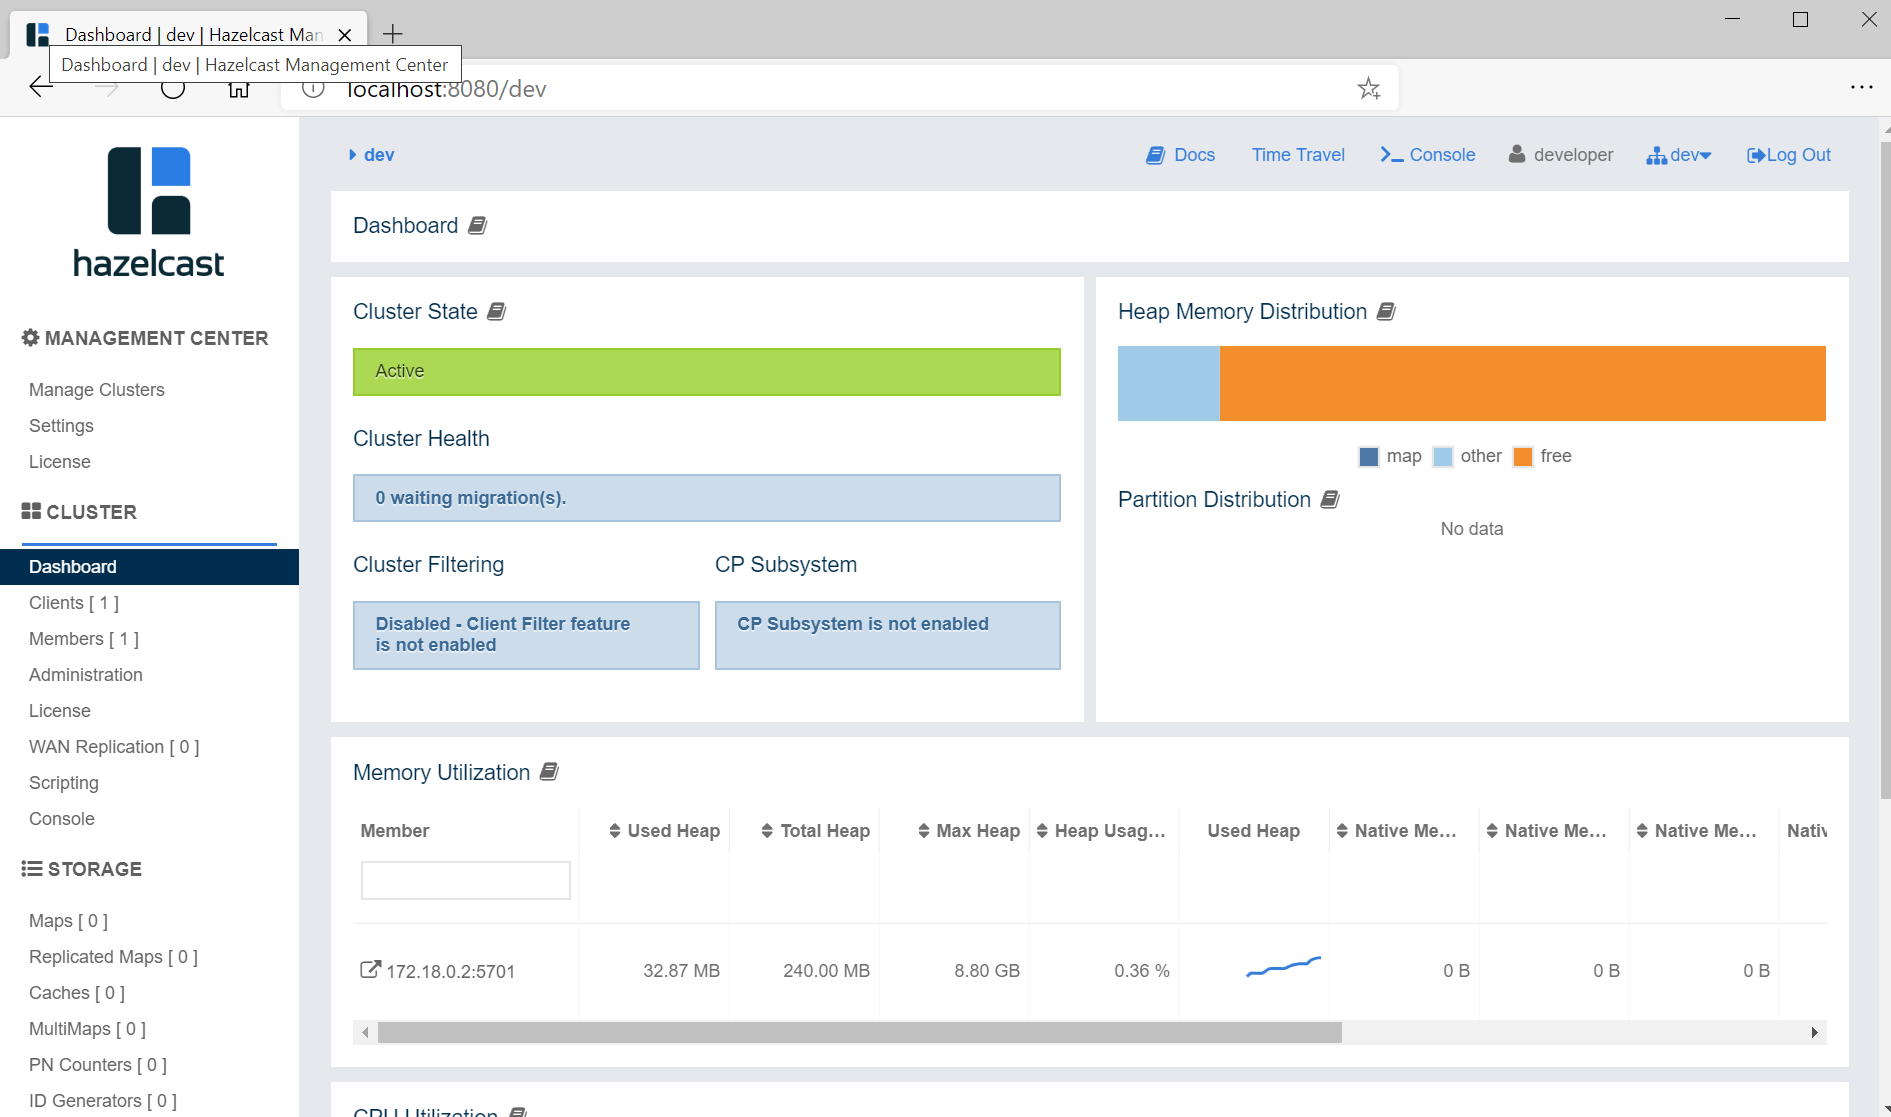 Dashboard | dev | Hazelcast Man
Dashboard | dev | Hazelcast Management Center
localhost:8080/dev
hazelcast
MANAGEMENT CENTER
Manage Clusters
Settings
License
CLUSTER
Dashboard
Clients [ 1 ]
Members [ 1 ]
Administration
License
WAN Replication [ 0 ]
Scripting
Console
STORAGE
Maps [ 0 ]
Replicated Maps [ 0 ]
Caches [ 0 ]
MultiMaps [ 0 ]
PN Counters [ 0 ]
ID Generators [ 0 ]
dev
Docs Time Travel Console developer dev Log Out
Dashboard
Cluster State
Active
Cluster Health
0 waiting migration(s).
Cluster Filtering
Disabled - Client Filter feature
is not enabled
CP Subsystem
CP Subsystem is not enabled
Heap Memory Distribution
map other free
Partition Distribution
No data
Memory Utilization
Member Used Heap Total Heap Max Heap Heap Usag... Used Heap Native Me... Native Me... Native Me... Nativ
172.18.0.2:5701 32.87 MB 240.00 MB 8.80 GB 0.36 % 0 B 0 B 0 B
CPU Utilization